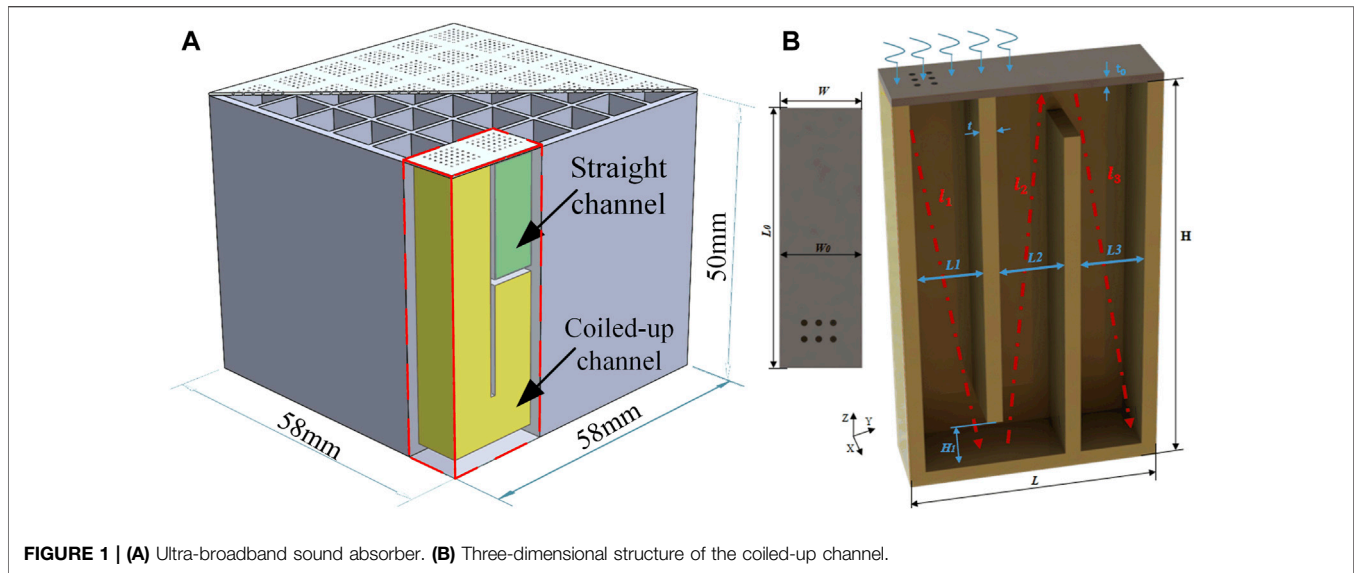 A
Straight
channel
Coiled-up
channel
50mm
58mm
58mm
B
W
L0
W0
t0
t
l1
l2
l3
L1
L2
L3
H
H1
Z
Y
X
L
FIGURE 1 | (A) Ultra-broadband sound absorber. (B) Three-dimensional structure of the coiled-up channel.